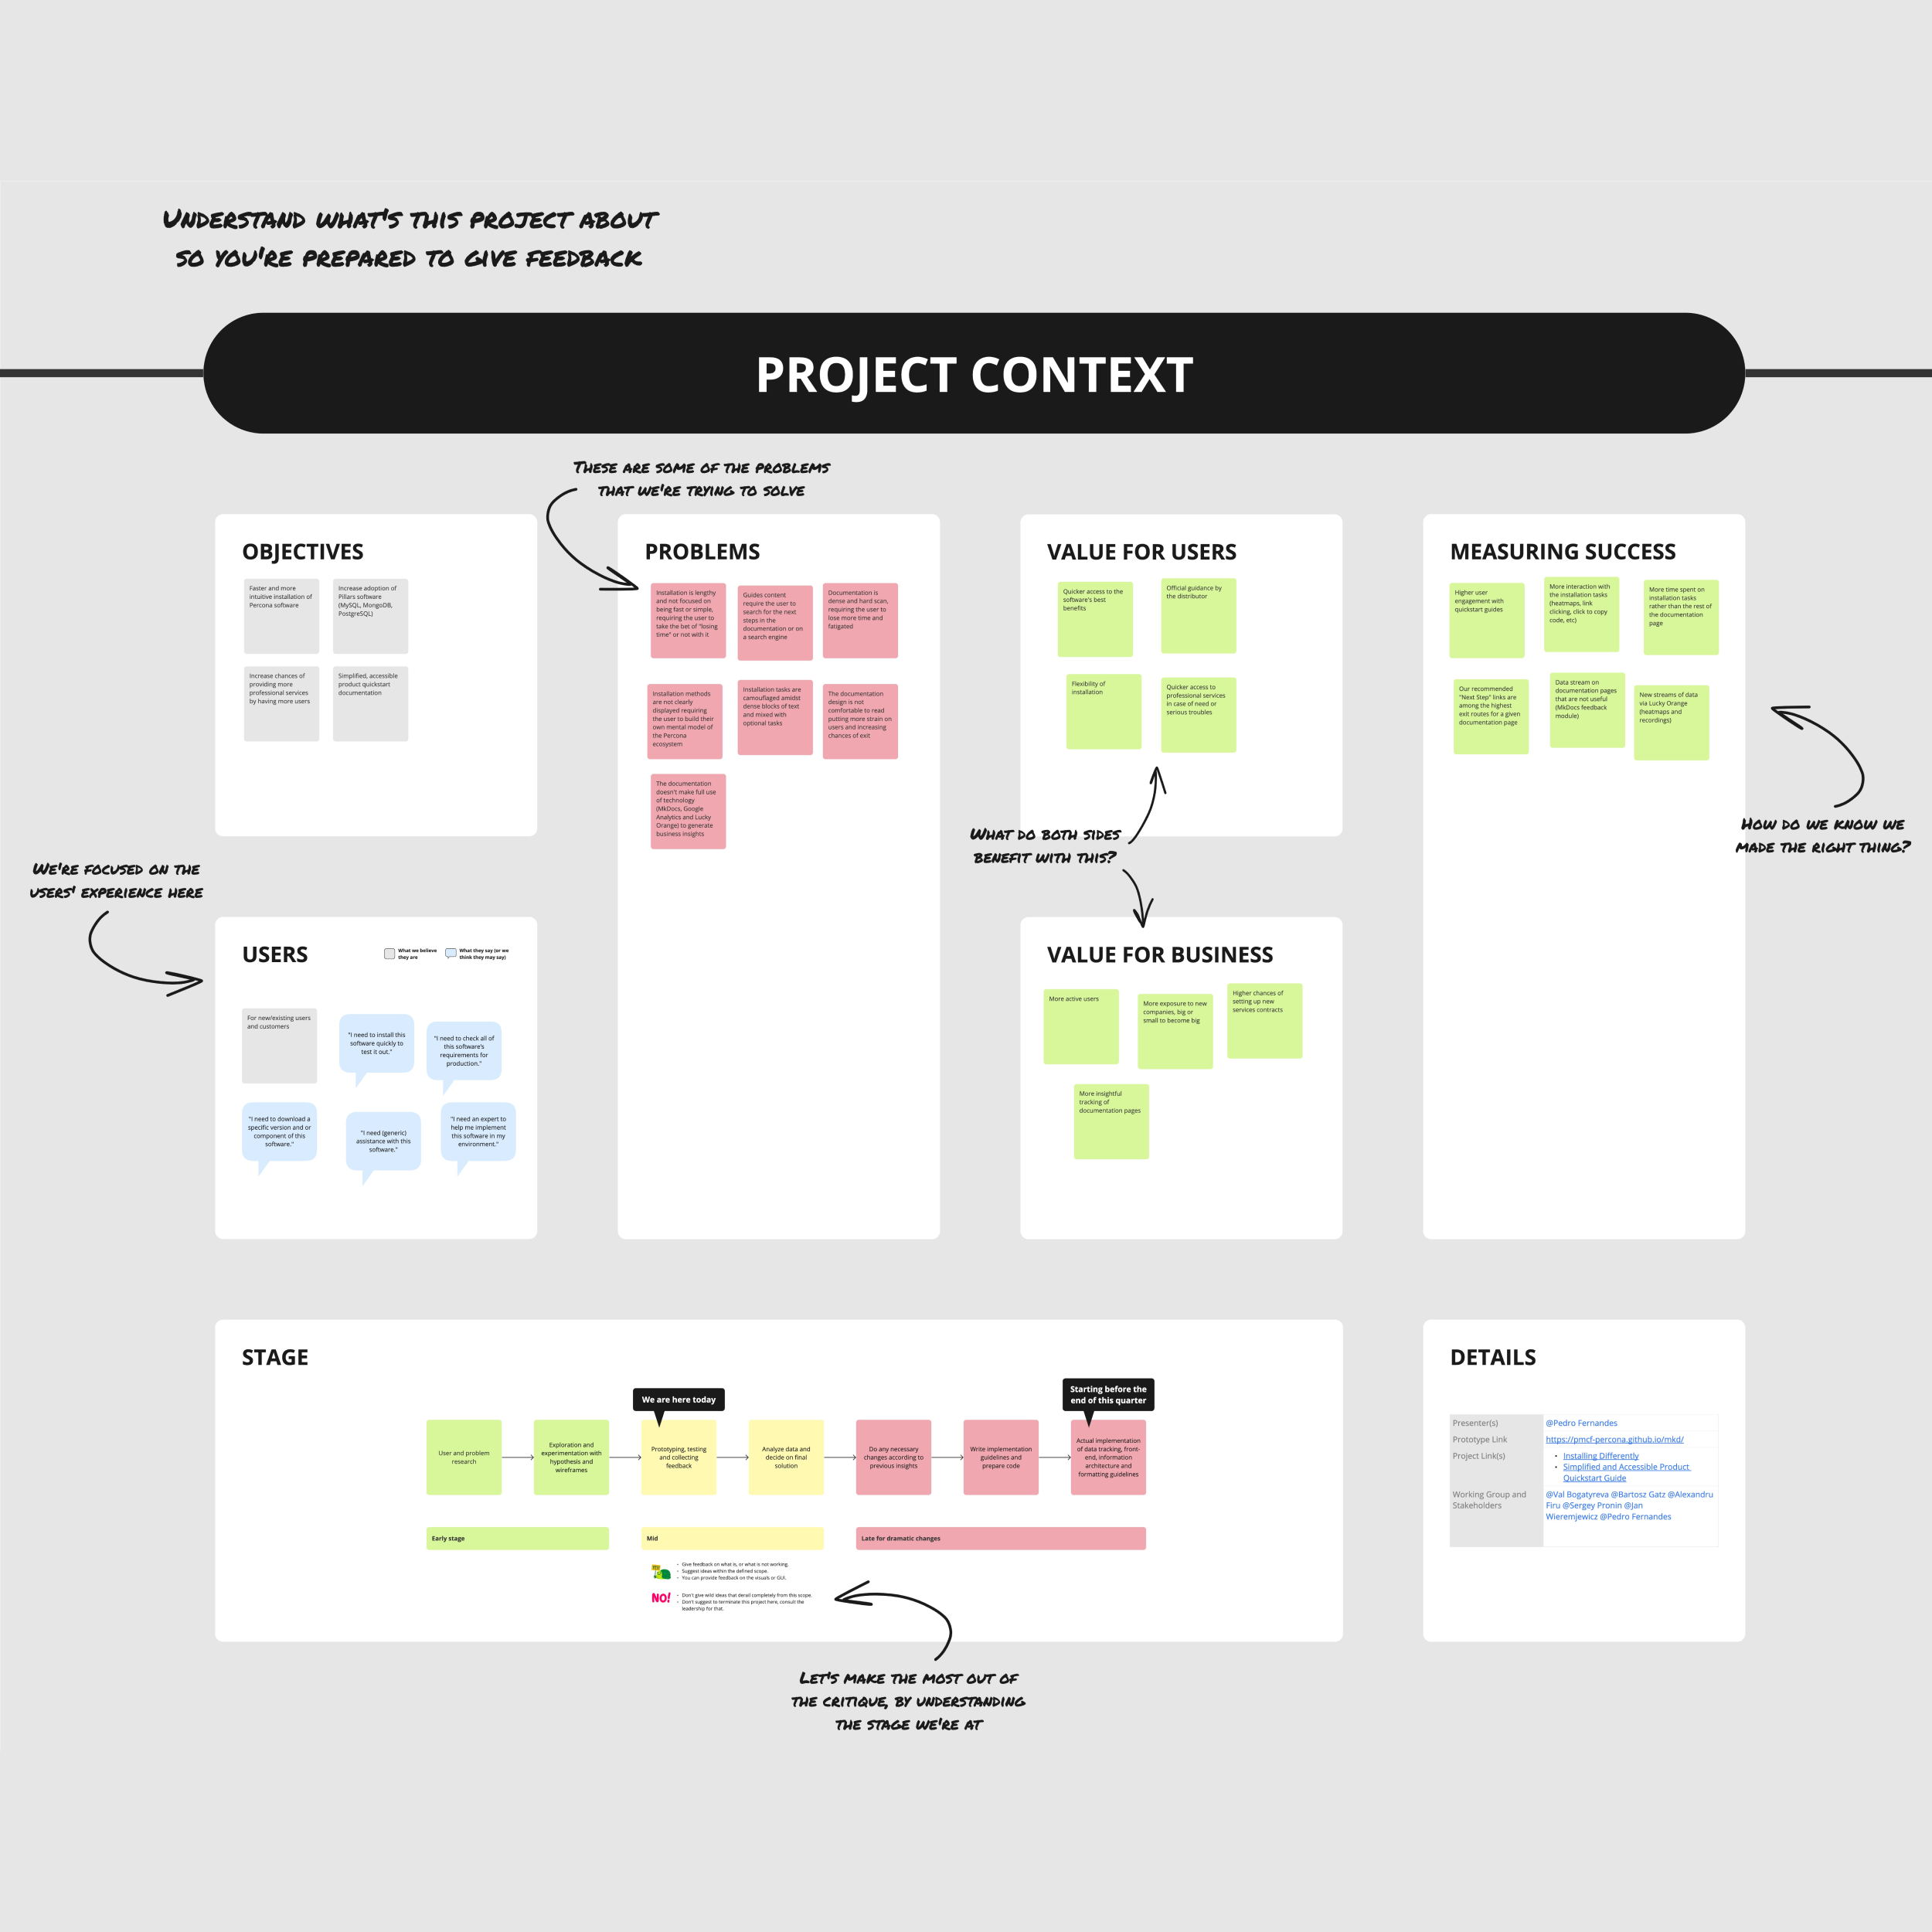 UNDERSTAND WHAT'S THIS PROJECT ABOUT
SO YOU'RE PREPARED TO GIVE FEEDBACK
PROJECT CONTEXT
THESE ARE SOME OF THE PROBLEMS
THAT WE'RE TRYING TO SOLVE
OBJECTIVES
Faster and more
intuitive installation of
Percona software
Increase adoption of
Pillars software
(MySQL, MongoDB,
PostgreSQL)
Increase chances of
providing more
professional services
by having more users
Simplified, accessible
product quickstart
documentation
PROBLEMS
Installation is lengthy
and not focused on
being fast or simple,
requiring the user to
take the bet of "losing
time" or not with it
Guides content
require the user to
search for the next
steps in the
documentation or on
a search engine
Documentation is
dense and hard scan,
requiring the user to
lose more time and
fatigated
Installation methods
are not clearly
displayed requiring
the user to build their
own mental model of
the Percona
ecosystem
Installation tasks are
camouflaged amidst
dense blocks of text
and mixed with
optional tasks
The documentation
design is not
comfortable to read
putting more strain on
users and increasing
chances of exit
The documentation
doesn't make full use
of technology
(MkDocs, Google
Analytics and Lucky
Orange) to generate
business insights
VALUE FOR USERS
Quicker access to the
software's best
benefits
Official guidance by
the distributor
Flexibility of
installation
Quicker access to
professional services
in case of need or
serious troubles
MEASURING SUCCESS
Higher user
engagement with
quickstart guides
More interaction with
the installation tasks
(heatmaps, link
clicking, click to copy
code, etc)
More time spent on
installation tasks
rather than the rest of
the documentation
page
Our recommended
"Next Step" links are
among the highest
exit routes for a given
documentation page
Data stream on
documentation pages
that are not useful
(MkDocs feedback
module)
New streams of data
via Lucky Orange
(heatmaps and
recordings)
WHAT DO BOTH SIDES
BENEFIT WITH THIS?
HOW DO WE KNOW WE
MADE THE RIGHT THING?
WE'RE FOCUSED ON THE
USERS' EXPERIENCE HERE
USERS
What we believe
they are
What they say (or we
think they may say)
For new/existing users
and customers
"I need to install this
software quickly to
test it out."
"I need to check all of
this software's
requirements for
production."
"I need to download a
specific version and or
component of this
software."
"I need (generic)
assistance with this
software."
"I need an expert to
help me implement
this software in my
environment."
VALUE FOR BUSINESS
More active users
More exposure to new
companies, big or
small to become big
Higher chances of
setting up new
services contracts
More insightful
tracking of
documentation pages
STAGE
We are here today
Starting before the
end of this quarter
User and problem
research
Exploration and
experimentation with
hypothesis and
wireframes
Prototyping, testing
and collecting
feedback
Analyze data and
decide on final
solution
Do any necessary
changes according to
previous insights
Write implementation
guidelines and
prepare code
Actual implementation
of data tracking, front-
end, information
architecture and
formatting guidelines
Early stage
Mid
Late for dramatic changes
• Give feedback on what is, or what is not working.
• Suggest ideas within the defined scope.
• You can provide feedback on the visuals or GUI.
NO!
• Don't give wild ideas that derail completely from this scope.
• Don't suggest to terminate this project here, consult the
leadership for that
LET'S MAKE THE MOST OUT OF
THE CRITIQUE, BY UNDERSTANDING
THE STAGE WE'RE AT
DETAILS
Presenter(s)
@Pedro Fernandes
Prototype Link
https://pmcf-percona.github.io/mkd/
Project Link(s)
• Installing Differently
• Simplified and Accessible Product
Quickstart Guide
Working Group and
Stakeholders
@Val Bogatyreva @Bartosz Gatz @Alexandru
Firu @Sergey Pronin @Jan
Wieremjewicz @Pedro Fernandes